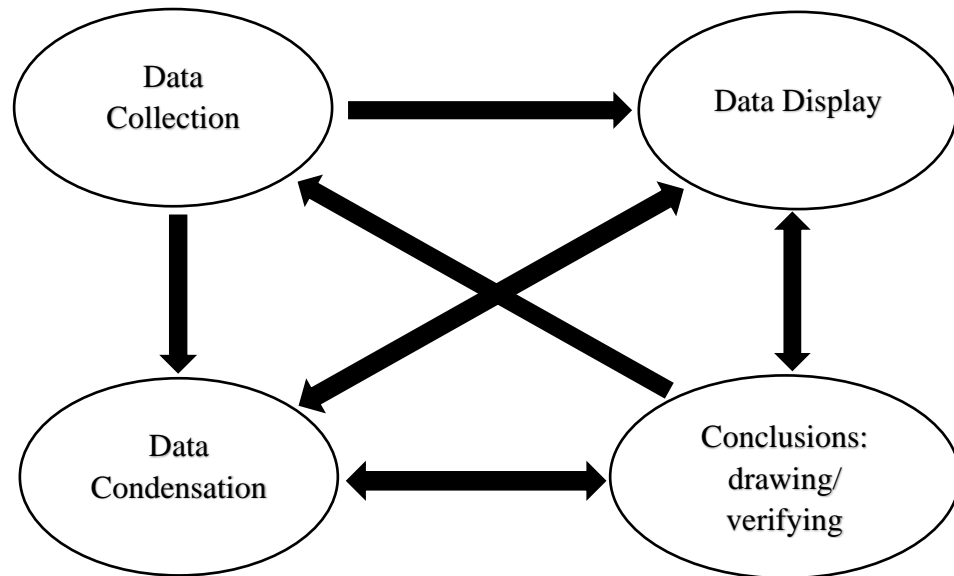 Data
Collection
Data Display
Data
Condensation
Conclusions:
drawing/
verifying